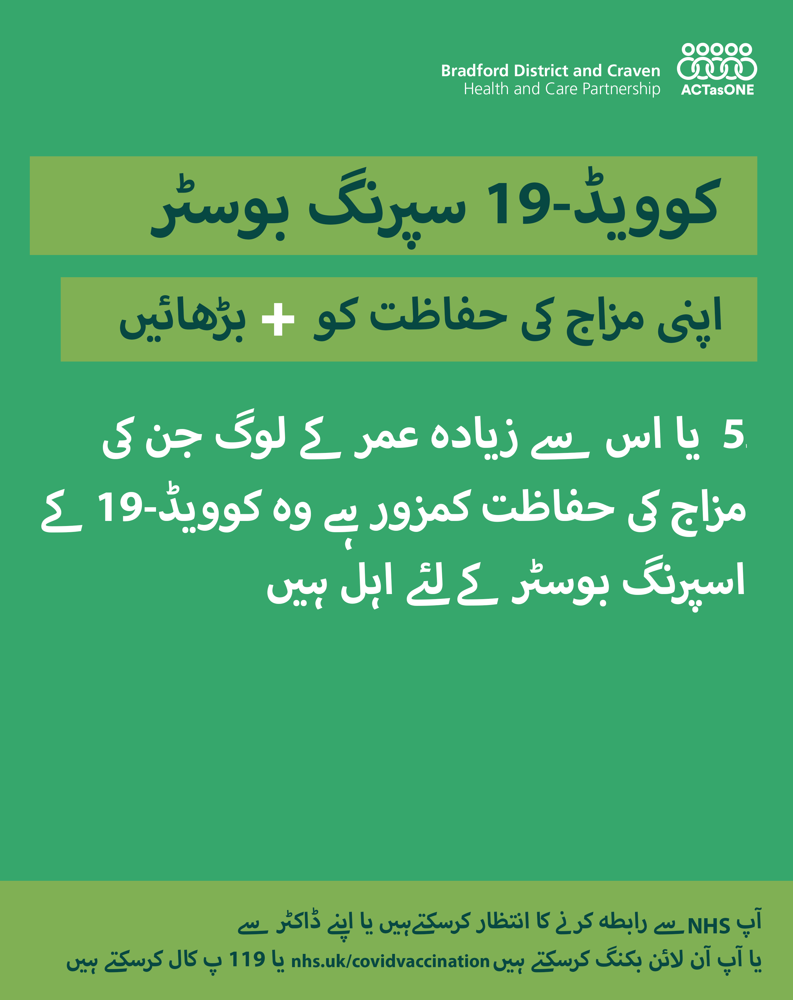 Bradford District and Craven
Health and Care Partnership
ACTasONE
کوویڈ-19 سپرنگ بوسٹر
اپنی مزاج کی حفاظت کو + بڑھائیں
5 یا اس سے زیادہ عمر کے لوگ جن کی
مزاج کی حفاظت کمزور ہے وہ کوویڈ-19 کے
اسپرنگ بوسٹر کے لئے اہل ہیں
آپ NHS سے رابطہ کرنے کا انتظار کرسکتےہیں یا اپنے ڈاکٹر سے
یا آپ آن لائن بکنگ کرسکتے ہیں nhs.uk/covidvaccination یا 119 پ کال کرسکتے ہیں